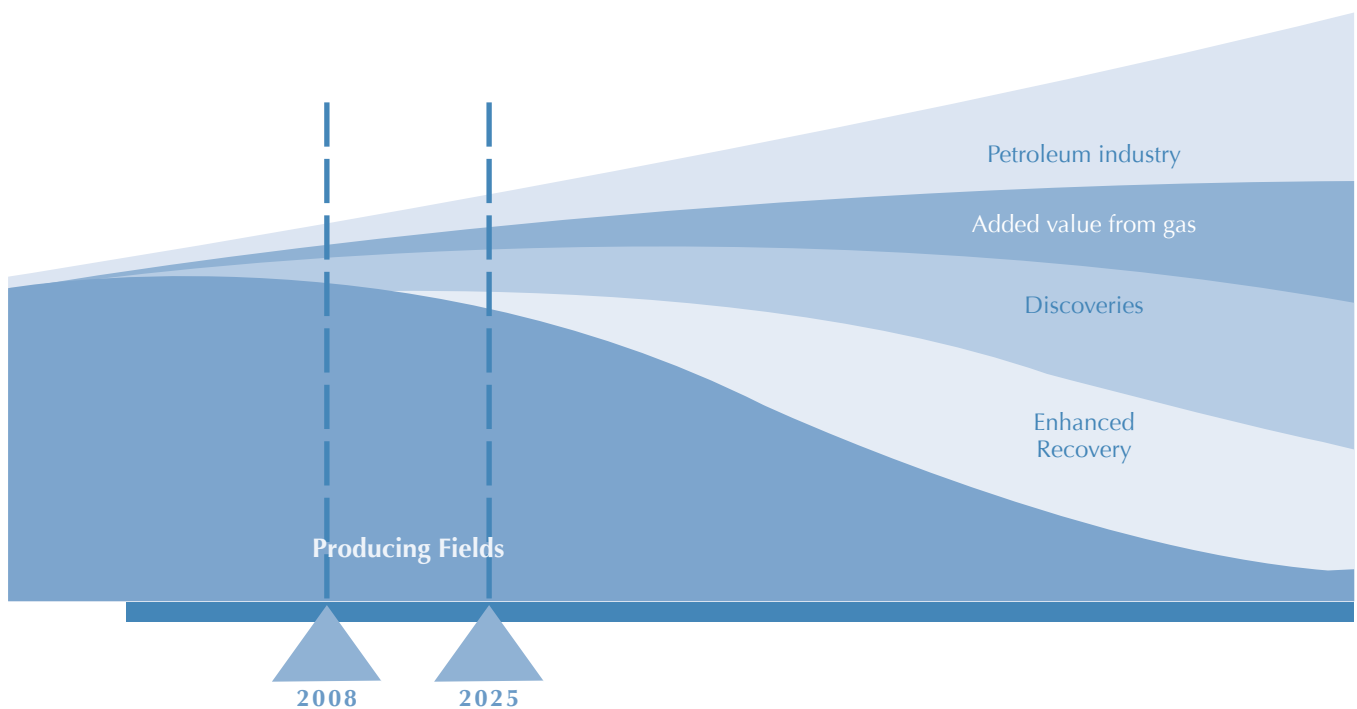 Petroleum industry
Added value from gas
Discoveries
Enhanced
Recovery
Producing Fields
2008
2025